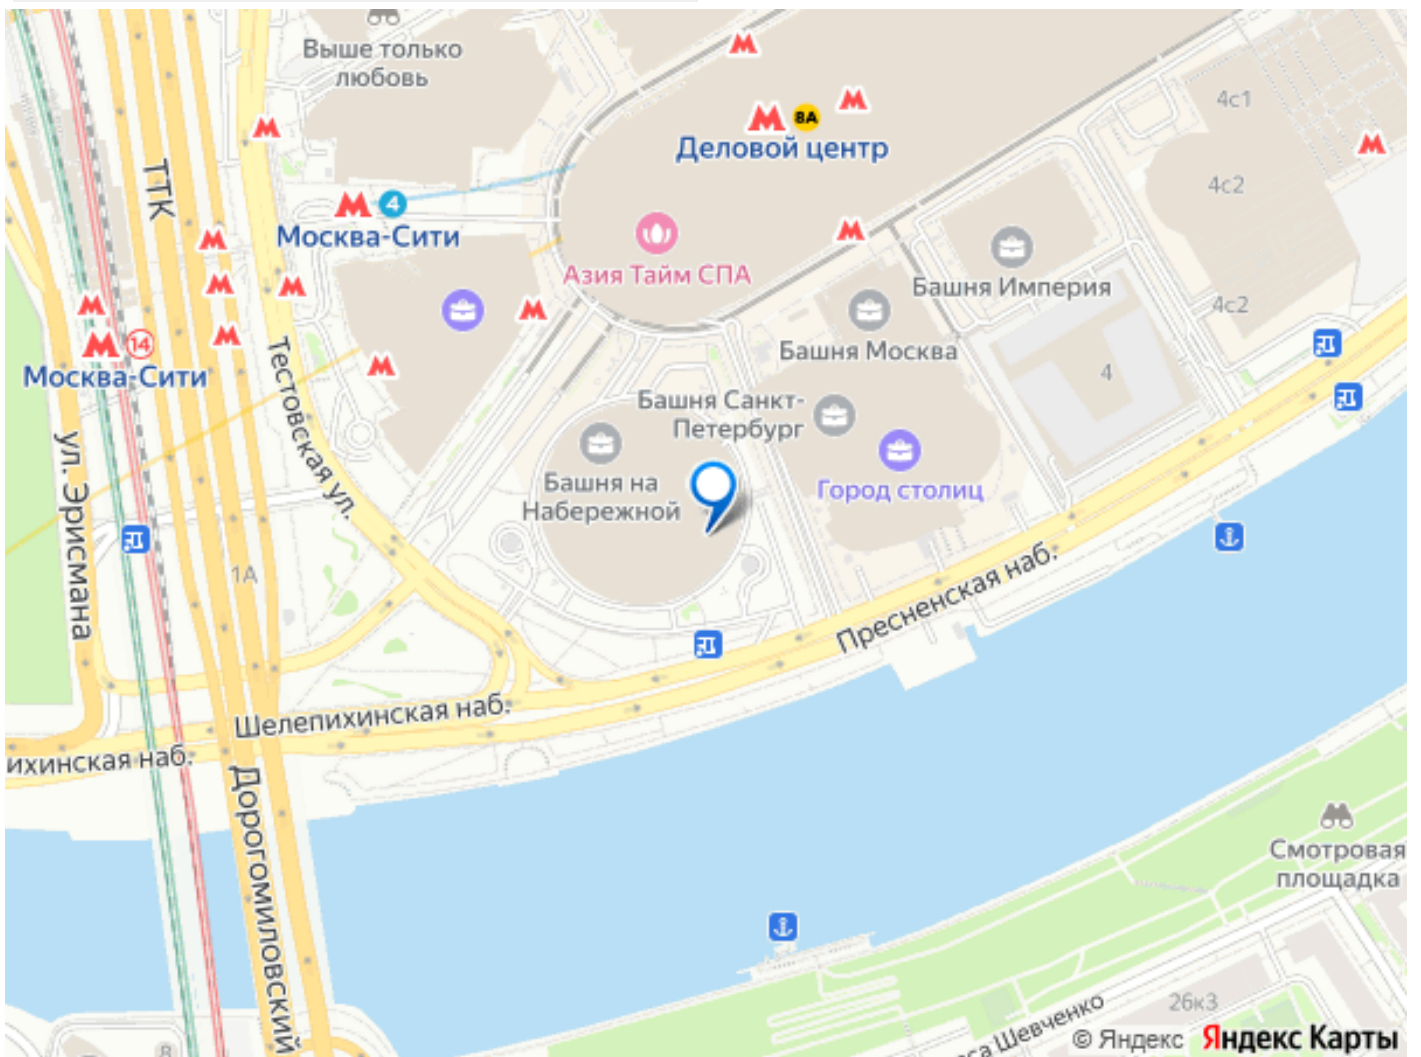 Выше только
любовь
4с1
8А
Деловой центр
ТТК
4с2
4
Москва-Сити
Азия Тайм СПА
Башня Империя
4с2
14
Москва-Сити
Башня Москва
4
Тестовская ул.
Башня Санкт-
Петербург
ул. Эрисмана
Башня на
Набережной
Город столиц
1А
Пресненская наб.
Шелепихинская наб.
ихинская наб.
Дорогомиловский
Смотровая
площадка
26к3
са Шевченко
8
© Яндекс Яндекс Карты